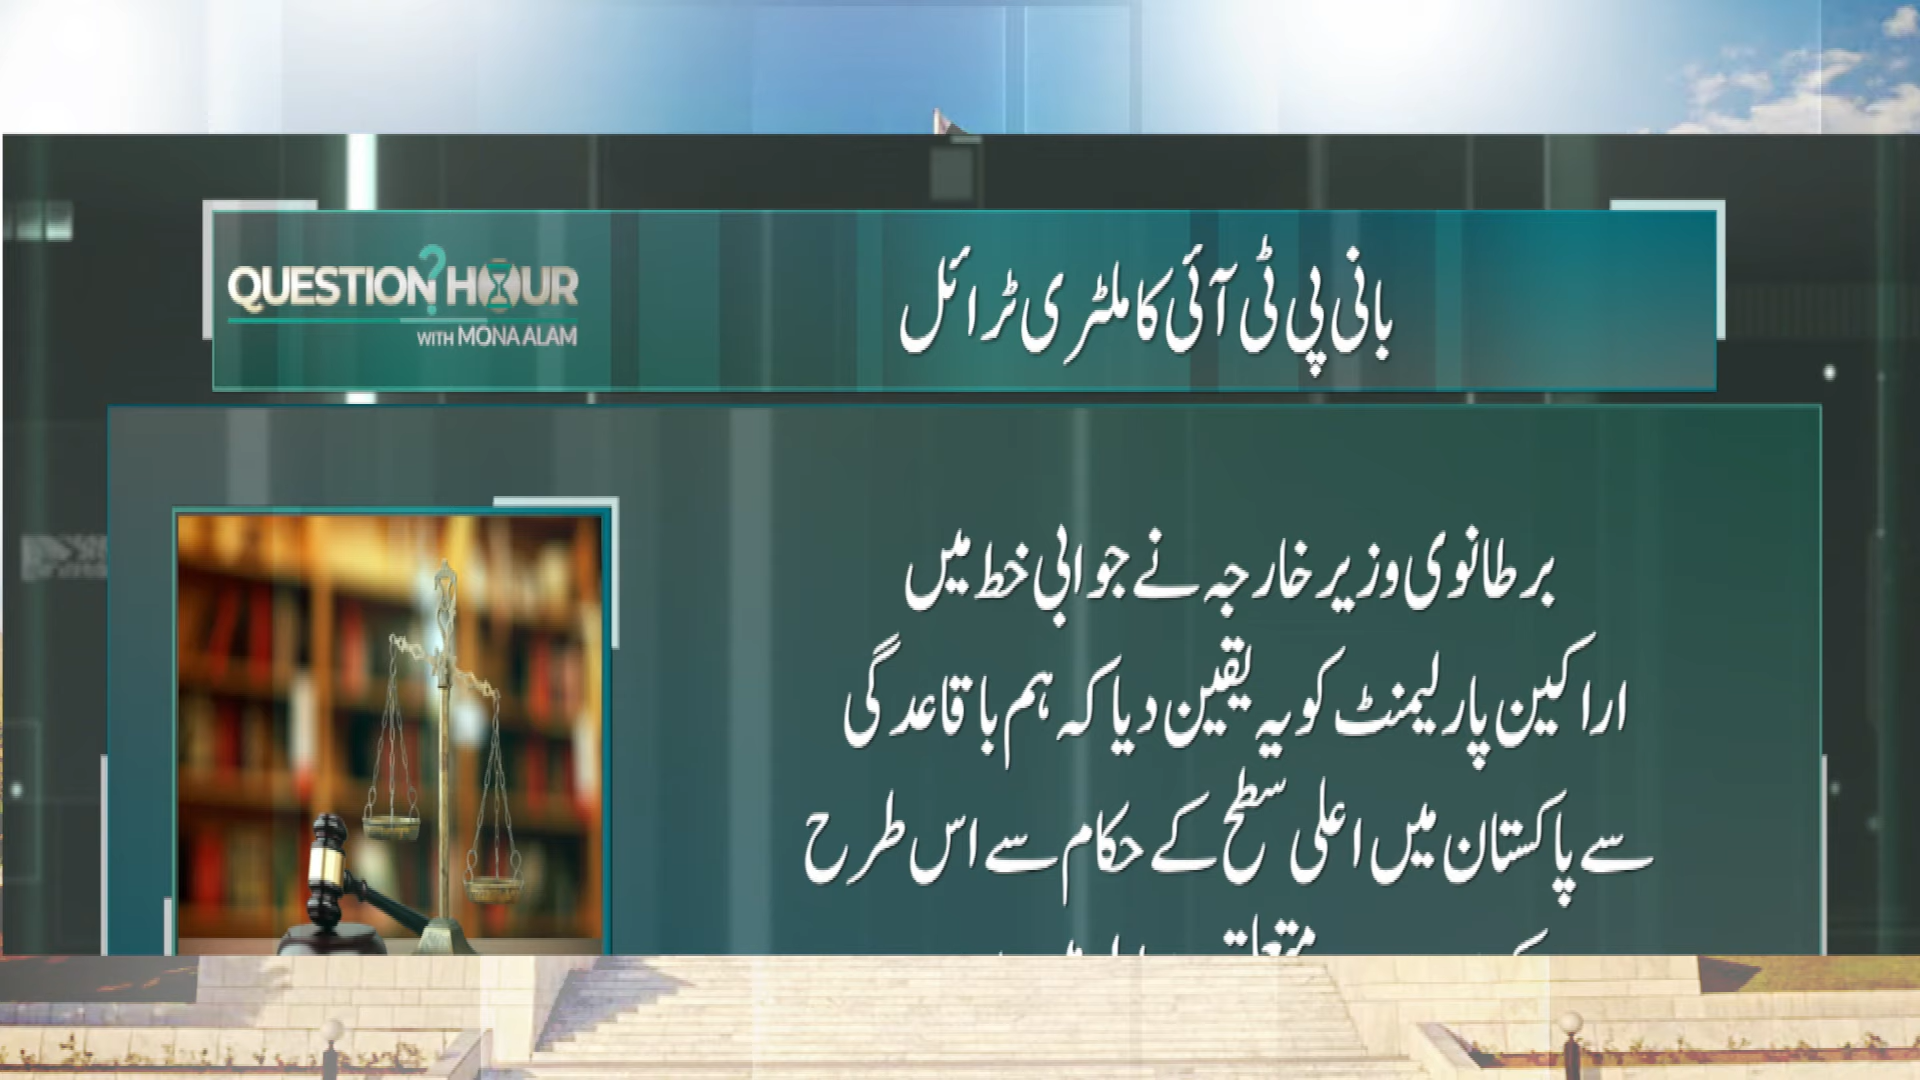 QUESTION HOUR
WITH MONA ALAM
بانی پی ٹی آئی کا ملٹری ٹرائل
برطانوی وزیر خارجہ نے جوابی خط میں
اراکین پارلیمنٹ کو یہ یقین دیا کہ ہم باقاعدگی
سے پاکستان میں اعلی سطح کے حکام سے اس طرح
متعلق